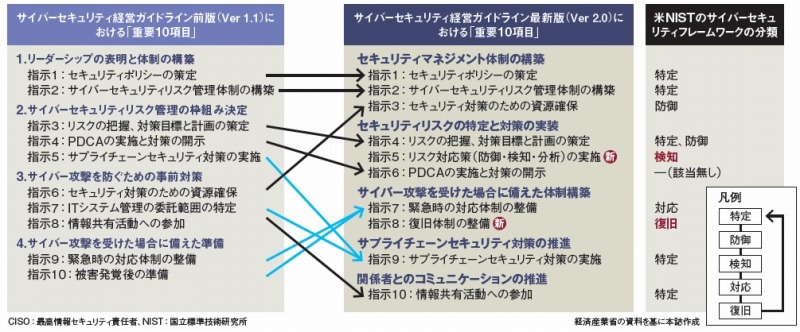 サイバーセキュリティ経営ガイドライン前版（Ver 1.1）における「重要10項目」
1.リーダーシップの表明と体制の構築
指示1：セキュリティポリシーの策定
指示2：サイバーセキュリティリスク管理体制の構築
2.サイバーセキュリティリスク管理の枠組み決定
指示3：リスクの把握、対策目標と計画の策定
指示4：PDCAの実施と対策の開示
指示5：サプライチェーンセキュリティ対策の実施
3.サイバー攻撃を防ぐための事前対策
指示6：セキュリティ対策のための資源確保
指示7：ITシステム管理の委託範囲の特定
指示8：情報共有活動への参加
4.サイバー攻撃を受けた場合に備えた準備
指示9：緊急時の対応体制の整備
指示10：被害発覚後の準備
サイバーセキュリティ経営ガイドライン最新版（Ver 2.0）における「重要10項目」
セキュリティマネジメント体制の構築
指示1：セキュリティポリシーの策定
指示2：サイバーセキュリティリスク管理体制の構築
指示3：セキュリティ対策のための資源確保
セキュリティリスクの特定と対策の実装
指示4：リスクの把握、対策目標と計画の策定
指示5：リスク対応策（防御・検知・分析）の実施 新
指示6：PDCAの実施と対策の開示
サイバー攻撃を受けた場合に備えた体制構築
指示7：緊急時の対応体制の整備
指示8：復旧体制の整備 新
サプライチェーンセキュリティ対策の推進
指示9：サプライチェーンセキュリティ対策の実施
関係者とのコミュニケーションの推進
指示10：情報共有活動への参加
米NISTのサイバーセキュリティフレームワークの分類
特定
特定
防御
特定、防御
検知
―（該当無し）
対応
復旧
特定
特定
凡例
特定
防御
検知
対応
復旧
CISO：最高情報セキュリティ責任者、NIST：国立標準技術研究所
経済産業省の資料を基に本誌作成